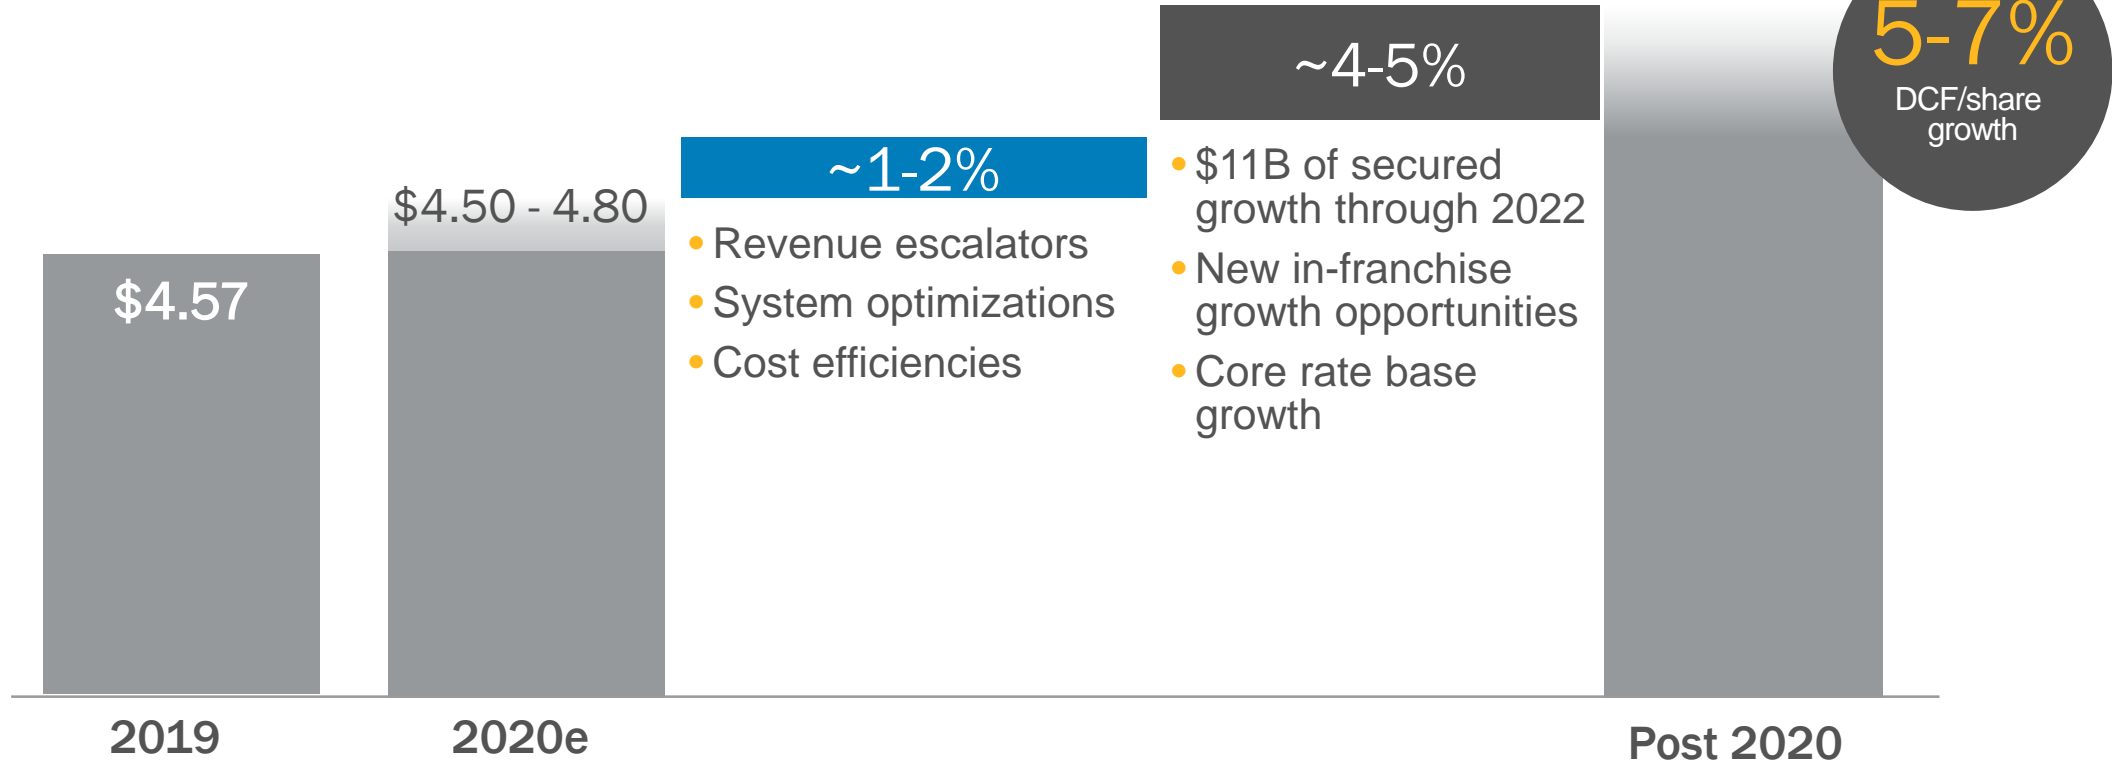 5-7%
DCF/share
growth
~4-5%
~1-2%
• $11B of secured
growth through 2022
• New in-franchise
growth opportunities
• Core rate base
growth
$4.50 - 4.80
• Revenue escalators
• System optimizations
• Cost efficiencies
$4.57
2019
2020e
Post 2020